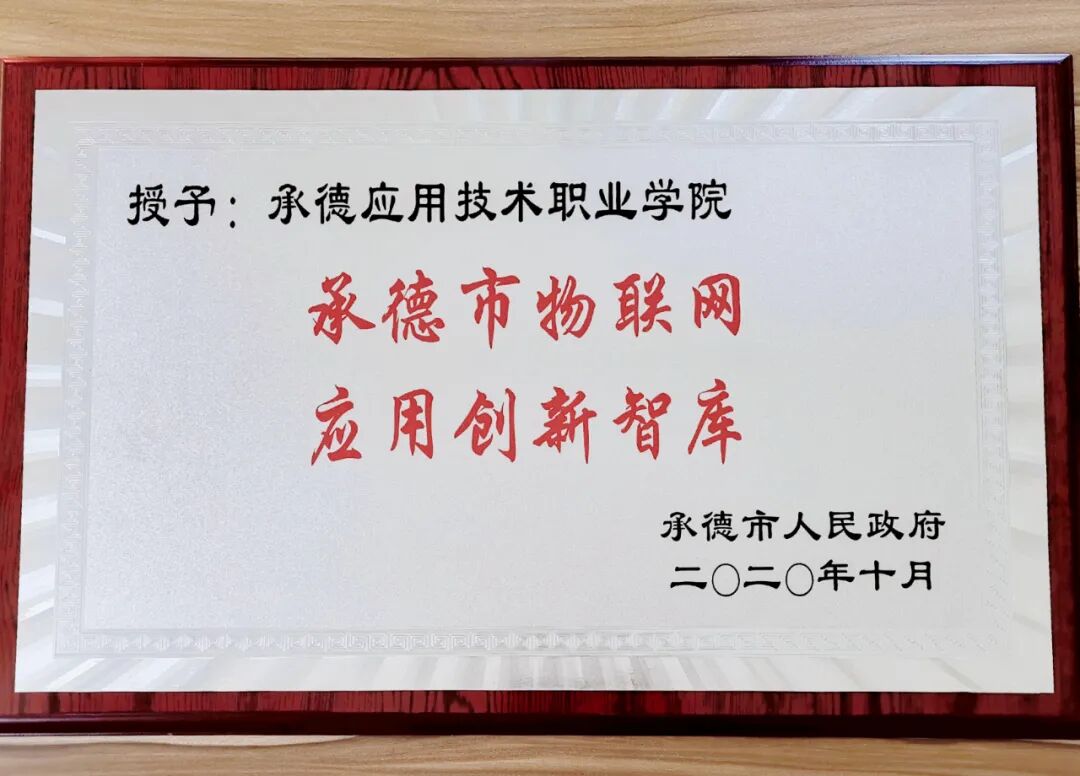 授予：承德应用技术职业学院
承德市物联网
应用创新智库
承德市人民政府
二〇二〇年十月